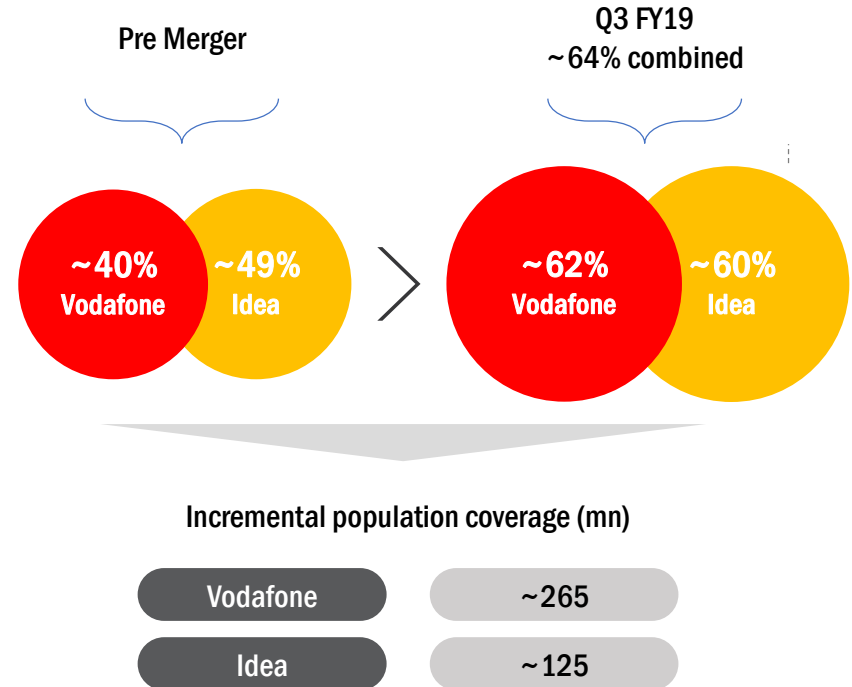 Pre Merger
Q3 FY19
~64% combined
~40%
Vodafone
~49%
Idea
~62%
Vodafone
~60%
Idea
Incremental population coverage (mn)
Vodafone
~265
Idea
~125